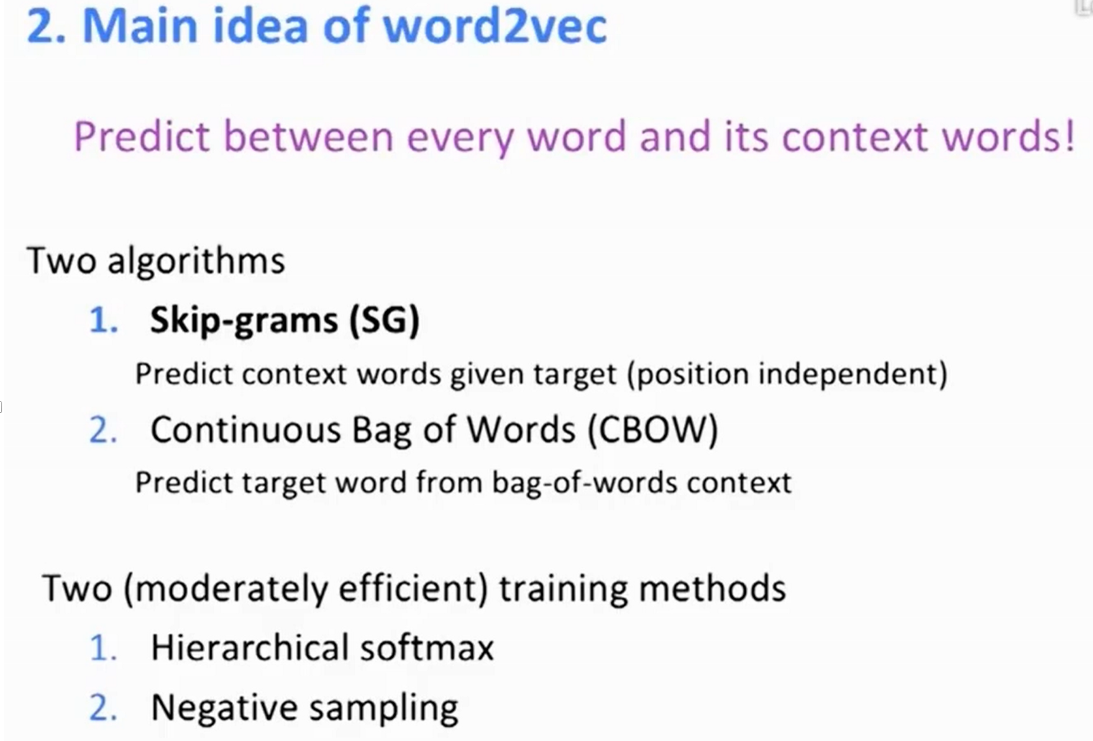 2. Main idea of word2vec
Predict between every word and its context words!
Two algorithms
1. Skip-grams (SG)
Predict context words given target (position independent)
2. Continuous Bag of Words (CBOW)
Predict target word from bag-of-words context
Two (moderately efficient) training methods
1. Hierarchical softmax
2. Negative sampling